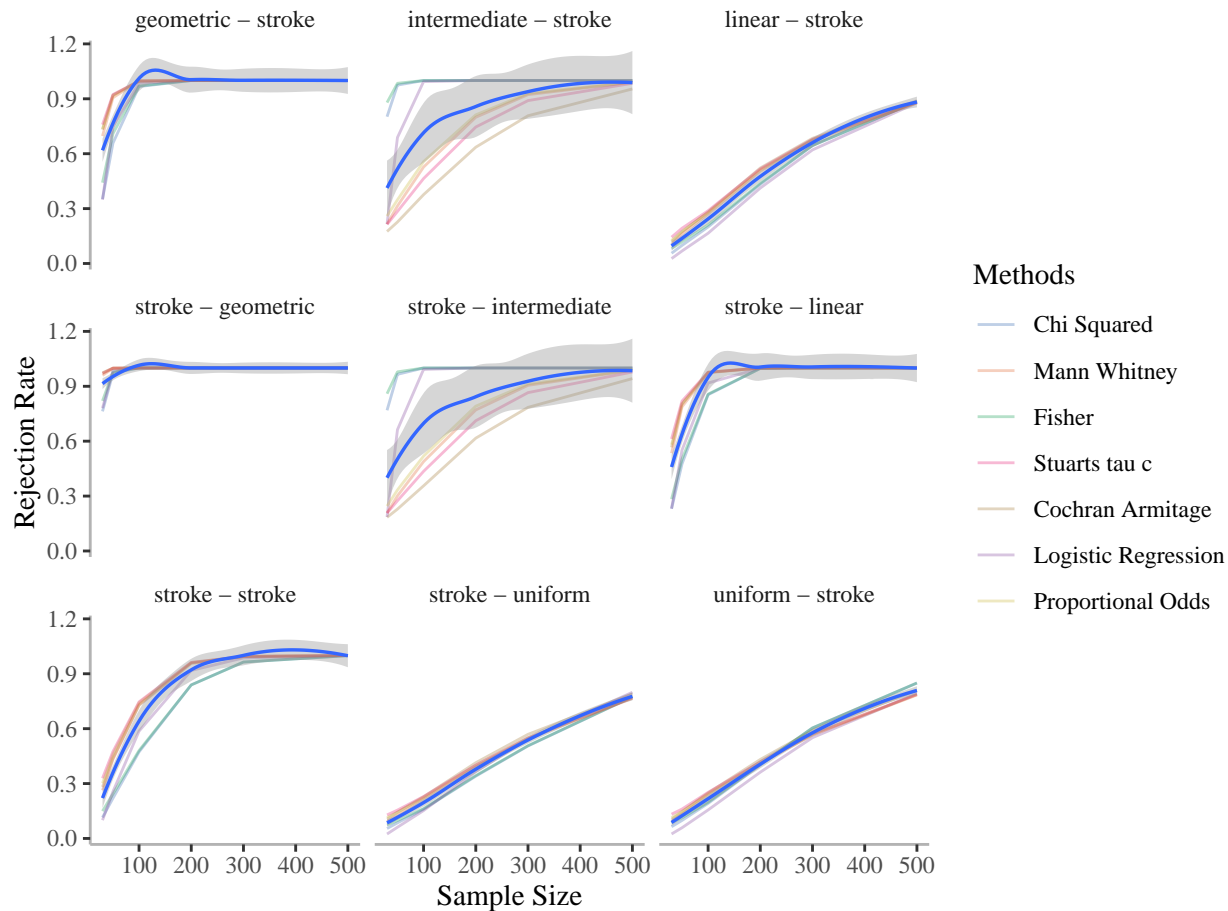 geometric – stroke
intermediate – stroke
linear – stroke
1.2
0.9
0.6
0.3
0.0
stroke – geometric
stroke – intermediate
stroke – linear
1.2
0.9
0.6
0.3
0.0
stroke – stroke
stroke – uniform
uniform – stroke
1.2
0.9
0.6
0.3
0.0
100 200 300 400 500
100 200 300 400 500
100 200 300 400 500
Sample Size
Rejection Rate
Methods
Chi Squared
Mann Whitney
Fisher
Stuarts tau c
Cochran Armitage
Logistic Regression
Proportional Odds